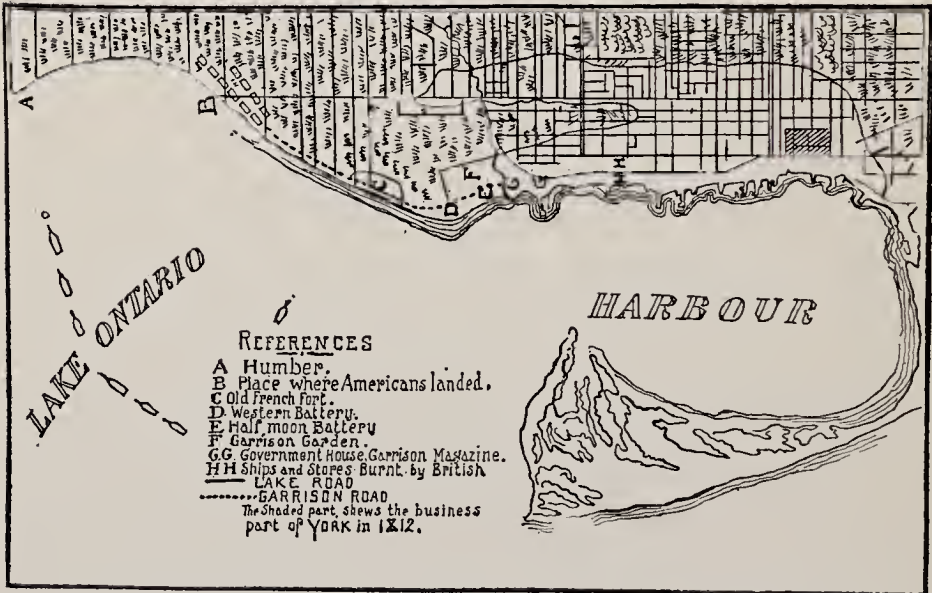 A
B
C
D
E
F
G
H
H
LAKE ONTARIO
HARBOUR
REFERENCES
A Humber.
B Place where Americans landed.
C Old French Fort.
D. Western Battery.
E Half moon Battery
F Garrison Garden.
G.G. Government House. Garrison Magazine.
HH Ships and Stores Burnt by British
LAKE ROAD
GARRISON ROAD
The Shaded part, shews the business
part of YORK in 1812.